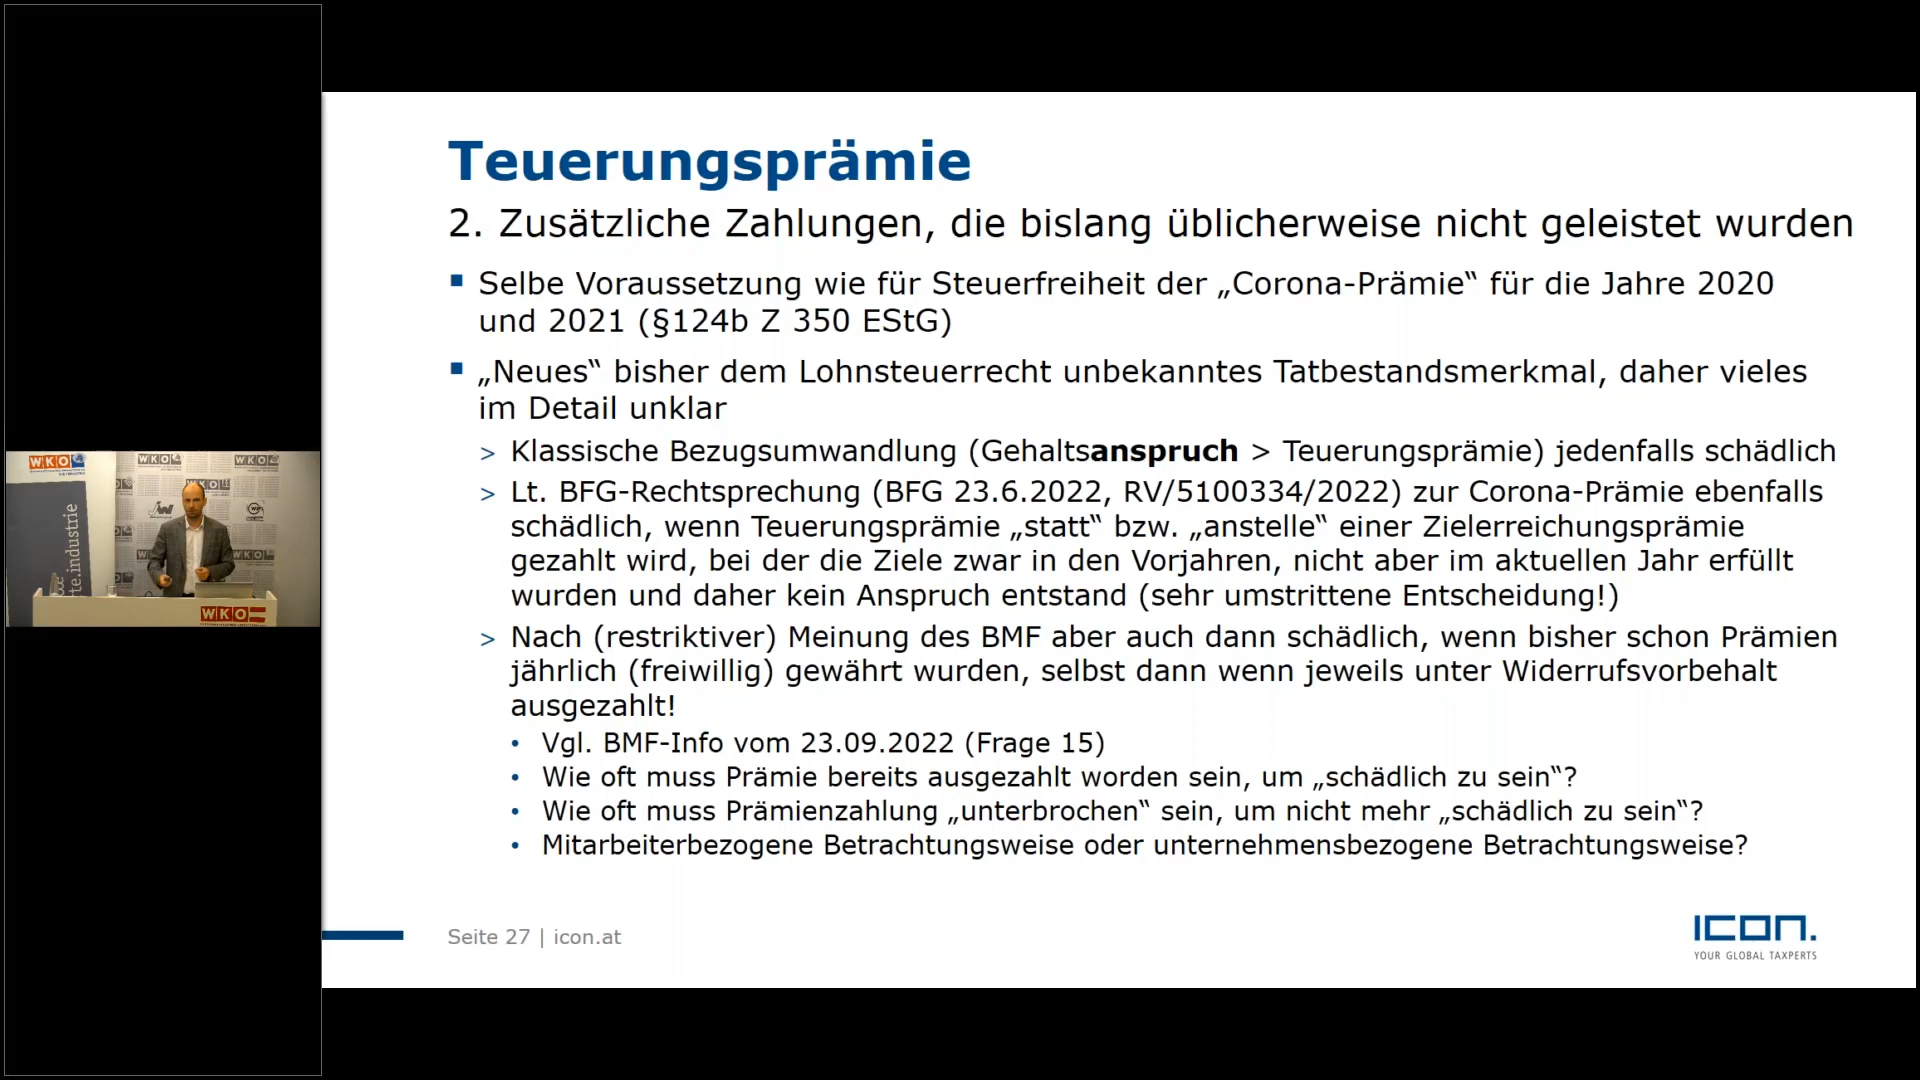 Teuerungsprämie
2. Zusätzliche Zahlungen, die bislang üblicherweise nicht geleistet wurden
Selbe Voraussetzung wie für Steuerfreiheit der „Corona-Prämie“ für die Jahre 2020
und 2021 (§124b Z 350 EStG)
„Neues“ bisher dem Lohnsteuerrecht unbekanntes Tatbestandsmerkmal, daher vieles
im Detail unklar
> Klassische Bezugsumwandlung (Gehaltsanspruch > Teuerungsprämie) jedenfalls schädlich
> Lt. BFG-Rechtsprechung (BFG 23.6.2022, RV/5100334/2022) zur Corona-Prämie ebenfalls
schädlich, wenn Teuerungsprämie „statt“ bzw. „anstelle“ einer Zielerreichungsprämie
gezahlt wird, bei der die Ziele zwar in den Vorjahren, nicht aber im aktuellen Jahr erfüllt
wurden und daher kein Anspruch entstand (sehr umstrittene Entscheidung!)
> Nach (restriktiver) Meinung des BMF aber auch dann schädlich, wenn bisher schon Prämien
jährlich (freiwillig) gewährt wurden, selbst dann wenn jeweils unter Widerrufsvorbehalt
ausgezahlt!
• Vgl. BMF-Info vom 23.09.2022 (Frage 15)
• Wie oft muss Prämie bereits ausgezahlt worden sein, um „schädlich zu sein“?
• Wie oft muss Prämienzahlung „unterbrochen“ sein, um nicht mehr „schädlich zu sein“?
• Mitarbeiterbezogene Betrachtungsweise oder unternehmensbezogene Betrachtungsweise?
Seite 27 | icon.at
ICON.
YOUR GLOBAL TAXPERTS
WKO
WKO
WKO
WKO
WKO
WKO
te.industrie
WKO